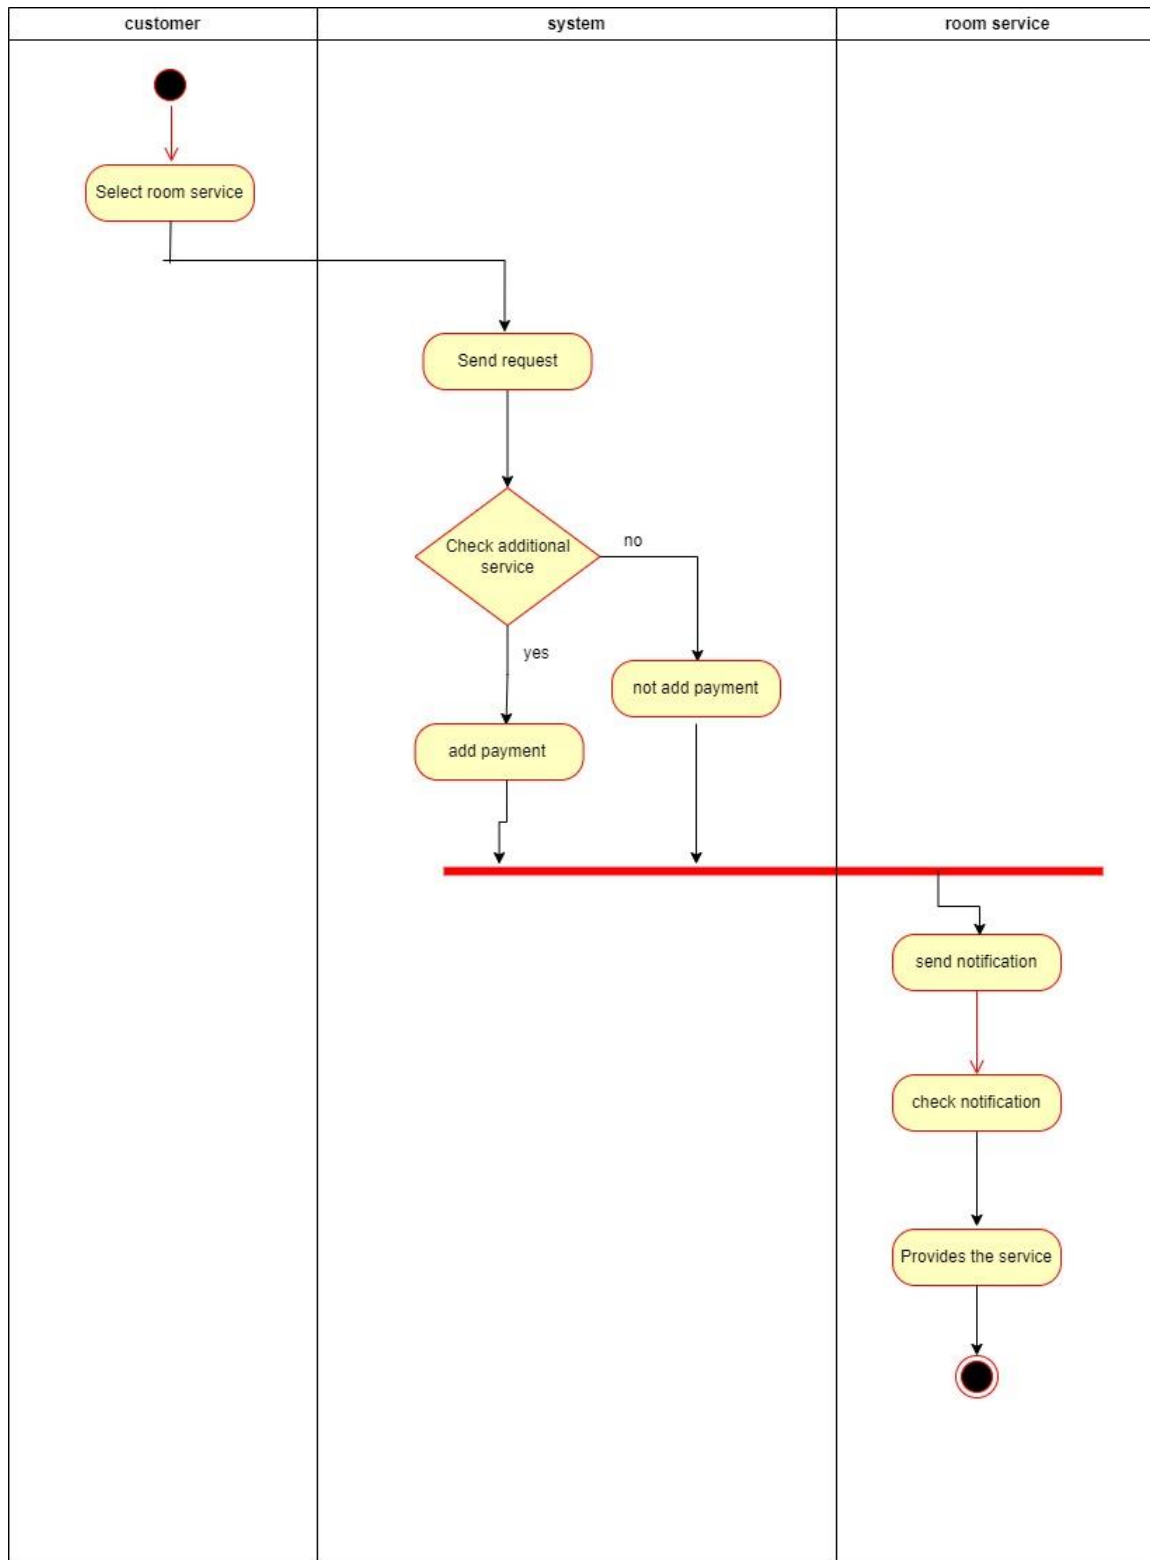 customer
system
room service
Select room service
Send request
Check additional
service
no
yes
not add payment
add payment
send notification
check notification
Provides the service